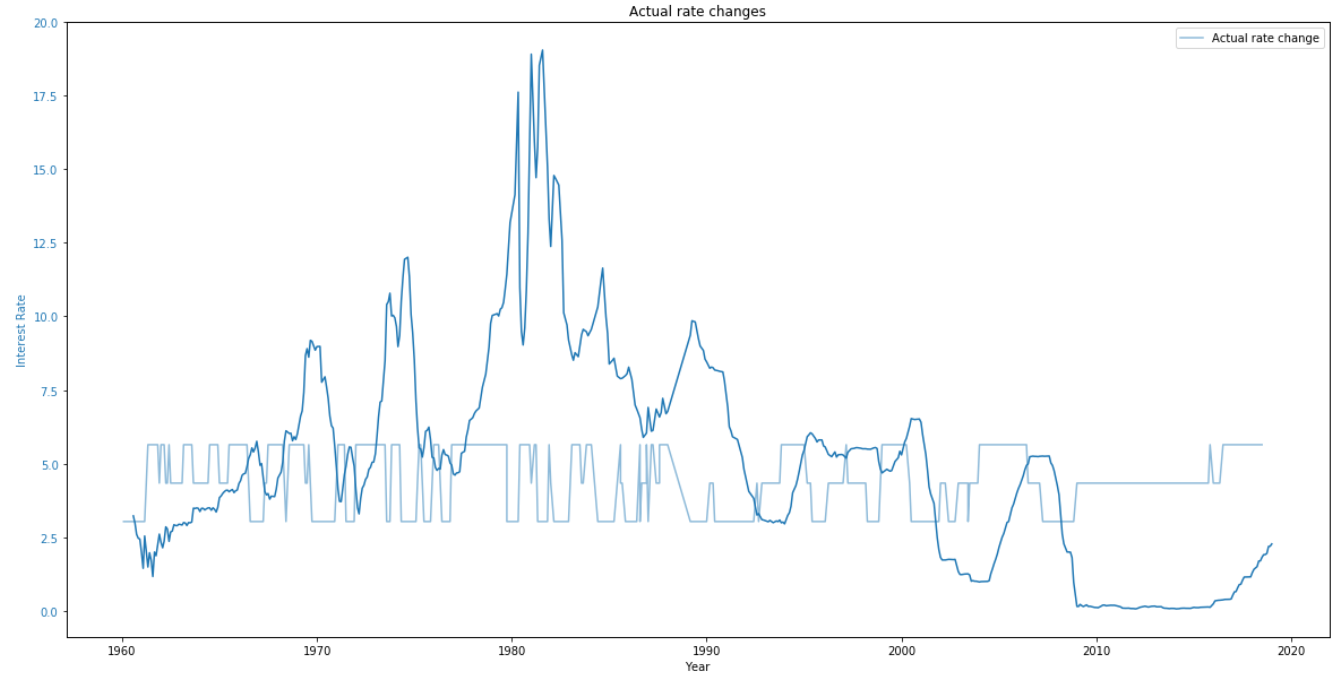 Actual rate changes
Actual rate change
20.0
17.5
15.0
12.5
10.0
7.5
5.0
2.5
0.0
Interest Rate
1960 1970 1980 1990 2000 2010 2020
Year